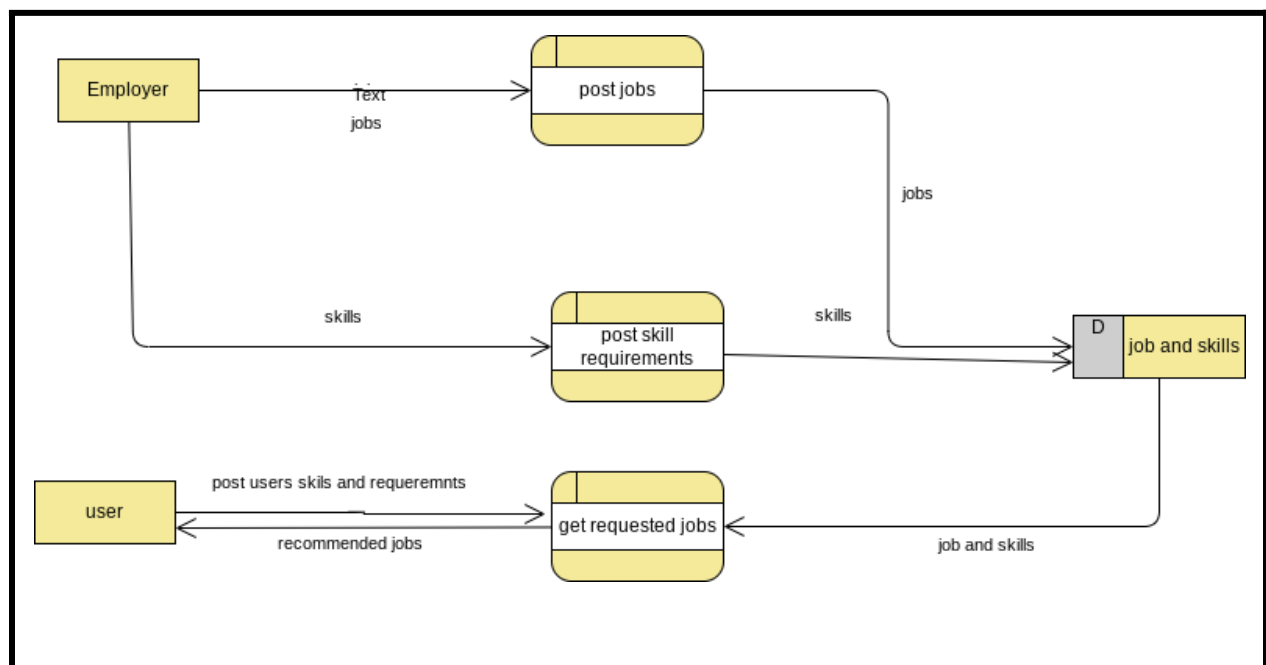 Employer
Text
jobs
post jobs
jobs
skills
post skill
requirements
skills
D
job and skills
user
post users skils and requeremnts
recommended jobs
get requested jobs
job and skills